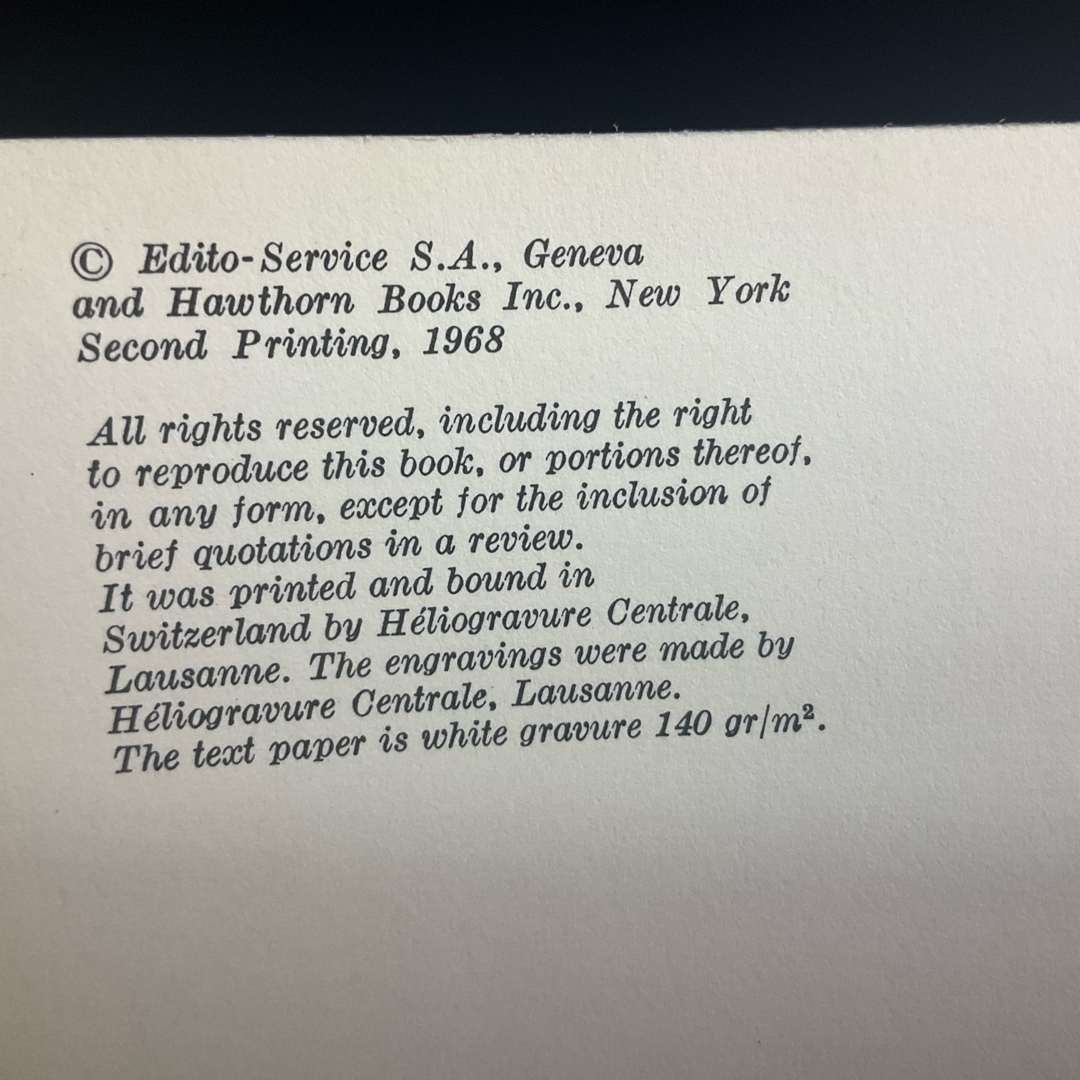 © Edito-Service S.A., Geneva
and Hawthorn Books Inc., New York
Second Printing, 1968
All rights reserved, including the right
to reproduce this book, or portions thereof,
in any form, except for the inclusion of
brief quotations in a review.
It was printed and bound in
Switzerland by Héliogravure Centrale,
Lausanne. The engravings were made by
Héliogravure Centrale, Lausanne.
The text paper is white gravure 140 gr/m².